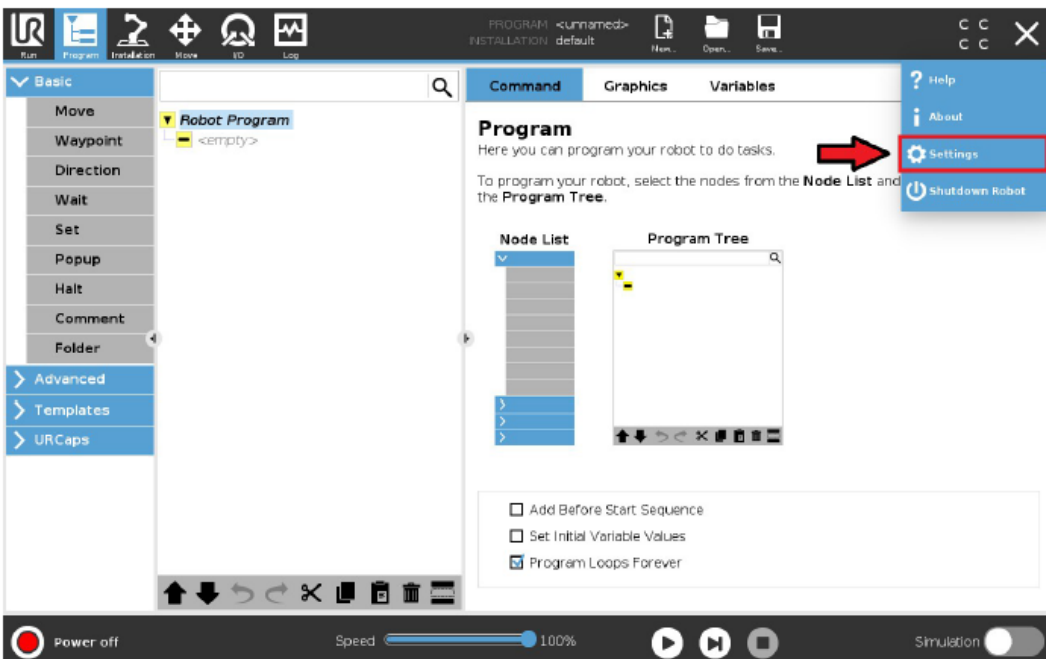 UR
Run
Program
Installation
Move
I/O
Log
PROGRAM <unnamed>
INSTALLATION default
New...
Open...
Save...
C C
C C
Basic
Move
Waypoint
Direction
Wait
Set
Popup
Halt
Comment
Folder
Advanced
Templates
URCaps
Robot Program
<empty>
Command Graphics Variables
Program
Here you can program your robot to do tasks.
To program your robot, select the nodes from the Node List and
the Program Tree.
Node List
Program Tree
Add Before Start Sequence
Set Initial Variable Values
Program Loops Forever
? Help
i About
Settings
Shutdown Robot
Power off
Speed 100%
Simulation